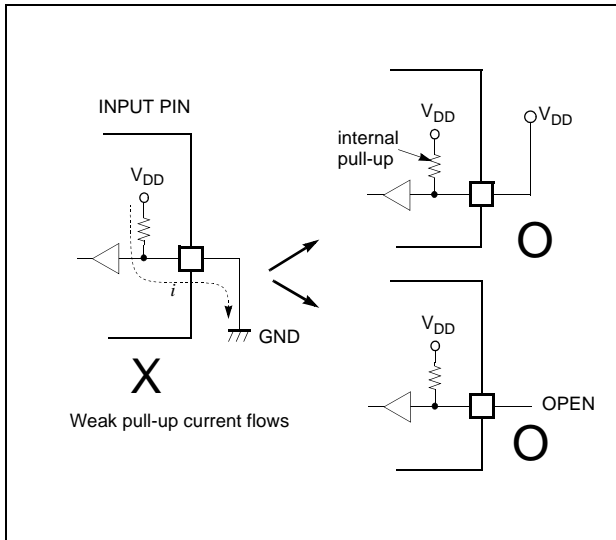 INPUT PIN
VDD
i
GND
X
Weak pull-up current flows
VDD
internal
pull-up
VDD
O
VDD
OPEN
O